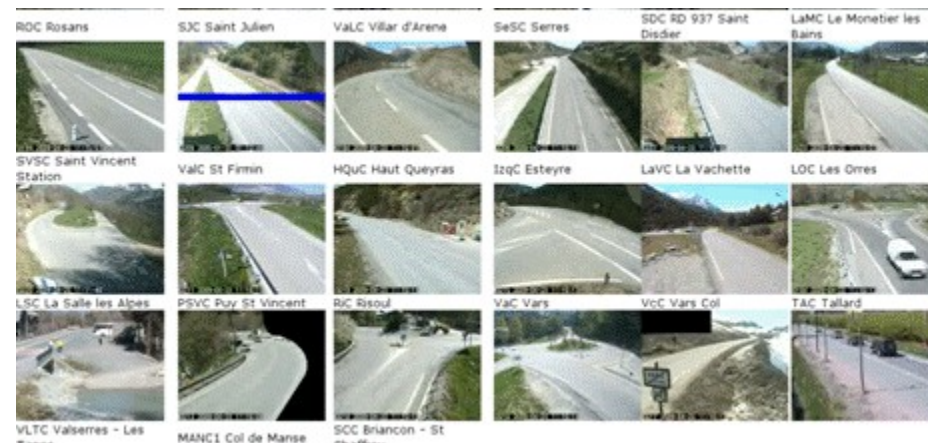 ROC Rosans
SJC Saint Julien
VaLC Villar d'Arene
SeSC Serres
SDC RD 937 Saint
Disdier
LaMC Le Monetier les
Bains
SVSC Saint Vincent
Station
ValC St Firmin
HQuC Haut Queyras
IzqC Esteyre
LaVC La Vachette
LOC Les Orres
LSC La Salle les Alpes
PSVC Puy St Vincent
RiC Risoul
VaC Vars
VcC Vars Col
TAC Tallard
VLTC Valserres - Les
MANC1 Col de Manse
SCC Briancon - St